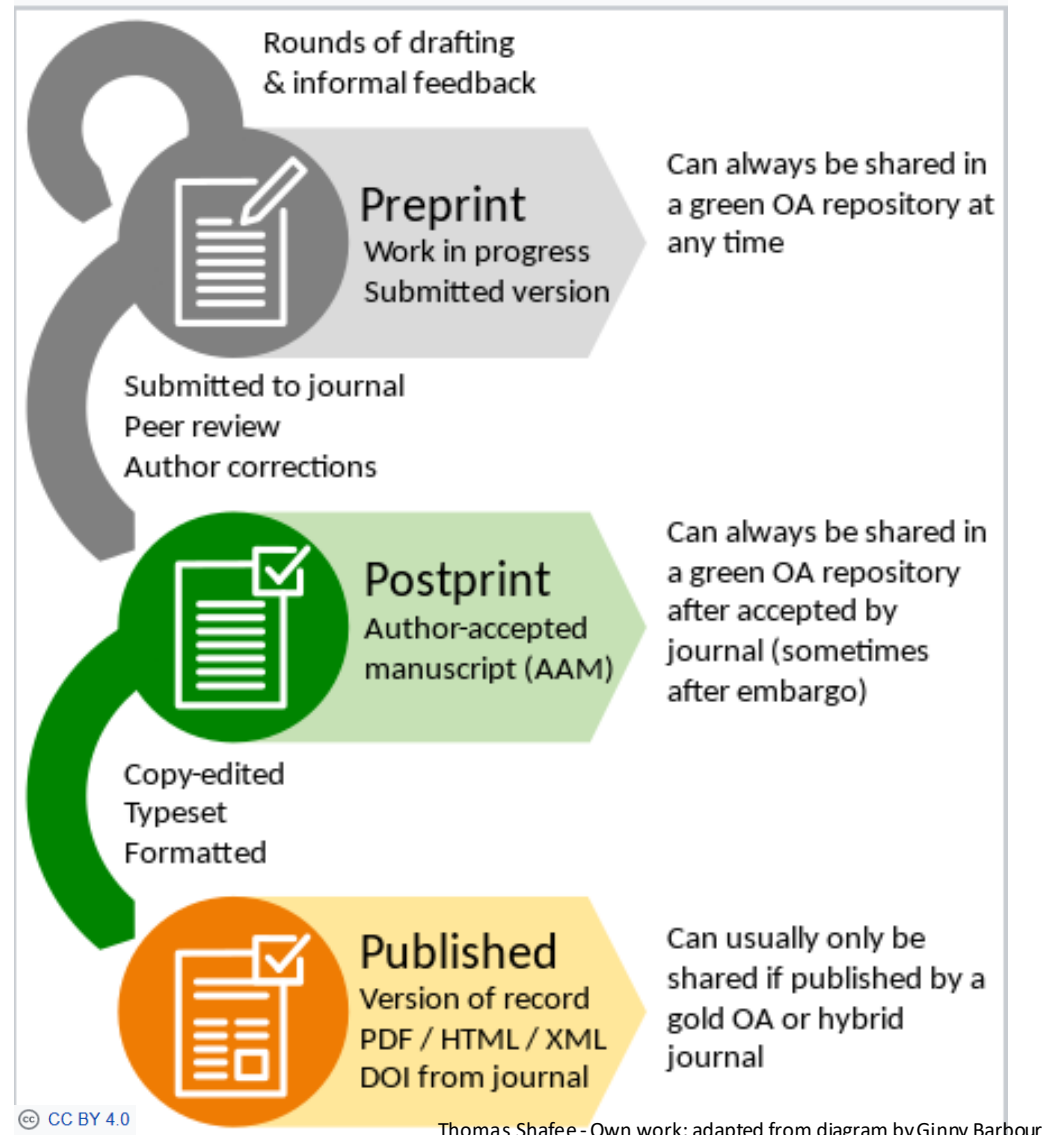 Rounds of drafting
& informal feedback
Preprint
Work in progress
Submitted version
Can always be shared in
a green OA repository at
any time
Submitted to journal
Peer review
Author corrections
Postprint
Author-accepted
manuscript (AAM)
Can always be shared in
a green OA repository
after accepted by
journal (sometimes
after embargo)
Copy-edited
Typeset
Formatted
Published
Version of record
PDF / HTML / XML
DOI from journal
Can usually only be
shared if published by a
gold OA or hybrid
journal
cc CC BY 4.0
Thomas Shafee - Own work; adapted from diagram by Ginny Barbour